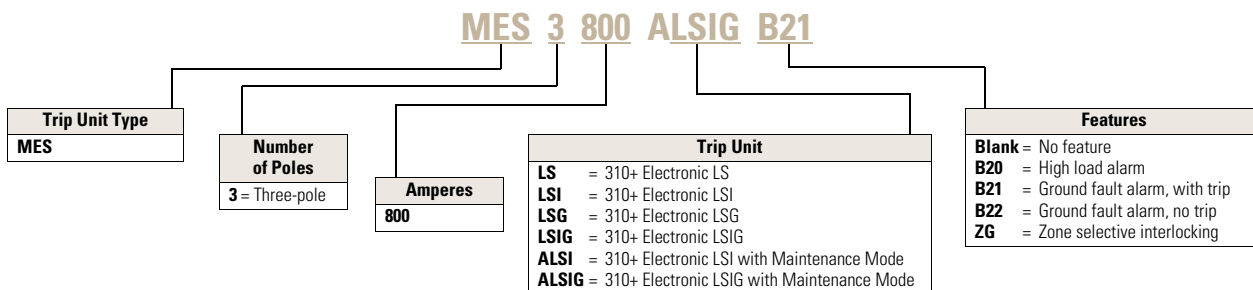 MES 3 800 ALSIG B21
Trip Unit Type
MES
Number
of Poles
3 = Three-pole
Amperes
800
Trip Unit
LS = 310+ Electronic LS
LSI = 310+ Electronic LSI
LSG = 310+ Electronic LSG
LSIG = 310+ Electronic LSIG
ALSI = 310+ Electronic LSI with Maintenance Mode
ALSIG = 310+ Electronic LSIG with Maintenance Mode
Features
Blank = No feature
B20 = High load alarm
B21 = Ground fault alarm, with trip
B22 = Ground fault alarm, no trip
ZG = Zone selective interlocking